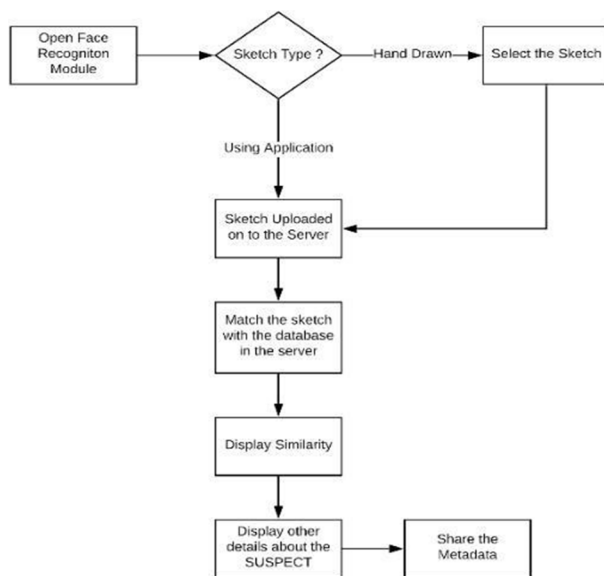 Open Face
Recogniton
Module
Sketch Type ?
Hand Drawn
Select the Sketch
Using Application
Sketch Uploaded
on to the Server
Match the sketch
with the database
in the server
Display Similarity
Display other
details about the
SUSPECT
Share the
Metadata